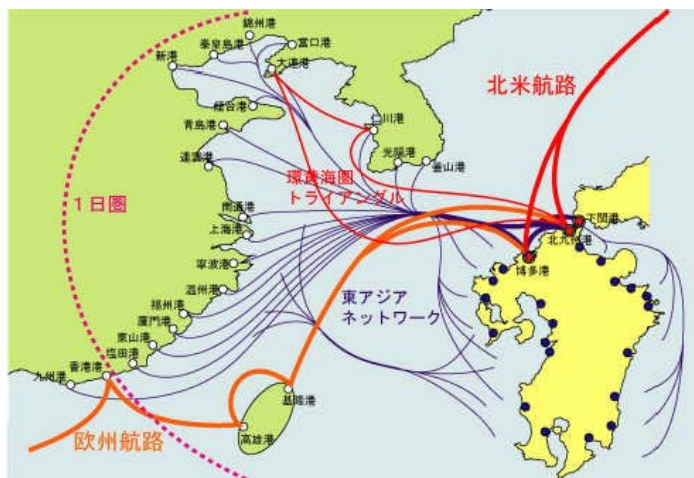 錦州港
秦皇島港
営口港
新港
大連港
北米航路
煙台港
仁川港
青島港
光陽港
釜山港
連雲港
環黄海圏
トライアングル
1日圏
南通港
下関港
上海港
北九州港
寧波港
博多港
温州港
東アジア
ネットワーク
福州港
廈門港
東山港
塩田港
香港港
九州港
基隆港
欧州航路
高雄港